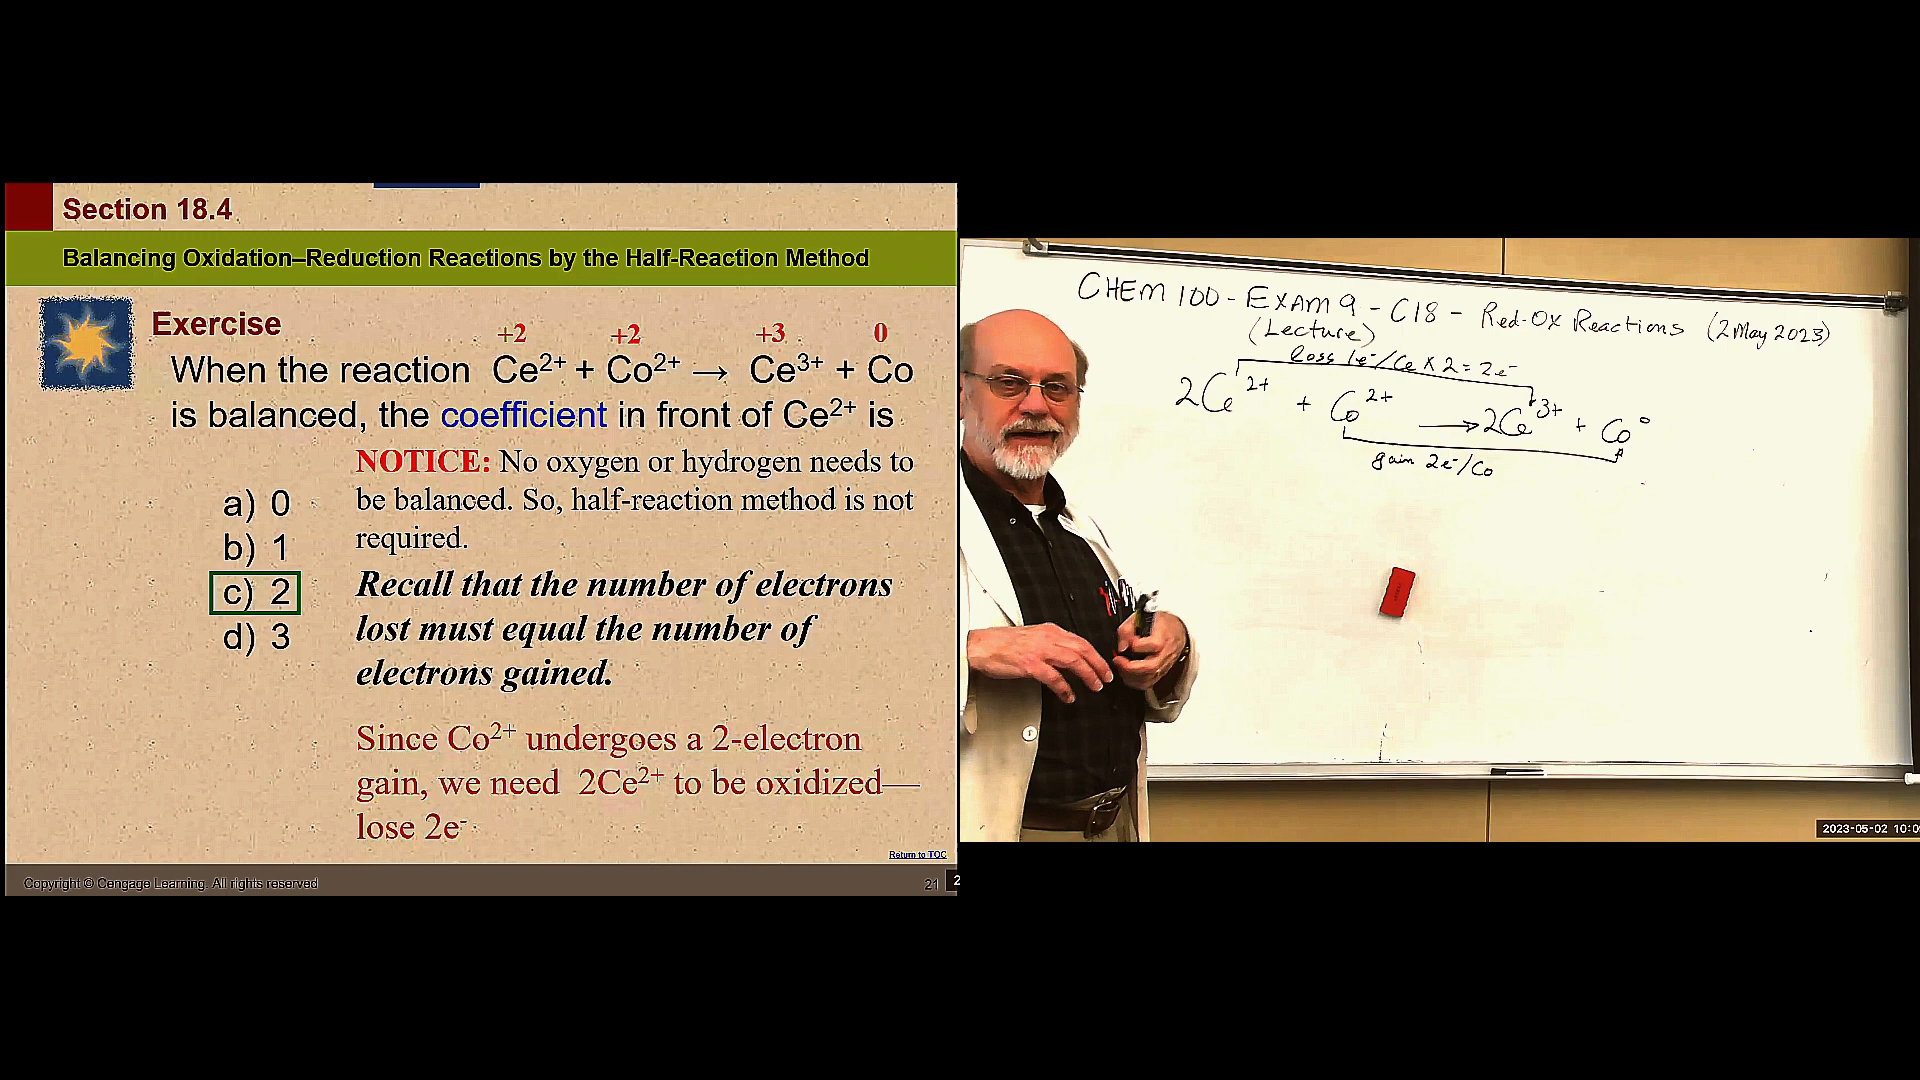 Section 18.4
Balancing Oxidation–Reduction Reactions by the Half-Reaction Method
Exercise
+2 +2 +3 0
When the reaction Ce²⁺ + Co²⁺ → Ce³⁺ + Co
is balanced, the coefficient in front of Ce²⁺ is
NOTICE: No oxygen or hydrogen needs to
be balanced. So, half-reaction method is not
required.
a) 0
b) 1
c) 2
d) 3
Recall that the number of electrons
lost must equal the number of
electrons gained.
Since Co²⁺ undergoes a 2-electron
gain, we need 2Ce²⁺ to be oxidized—
lose 2e⁻
Return to TOC
Copyright © Cengage Learning. All rights reserved
21
2
CHEM 100 - EXAM 9 - C18 - Red-Ox Reactions (2 May 2023)
(Lecture)
loss 1e⁻/Ce x 2 = 2e⁻
2Ce²⁺ + Co²⁺ → 2Ce³⁺ + Co⁰
gain 2e⁻/Co
2023-05-02 10:0